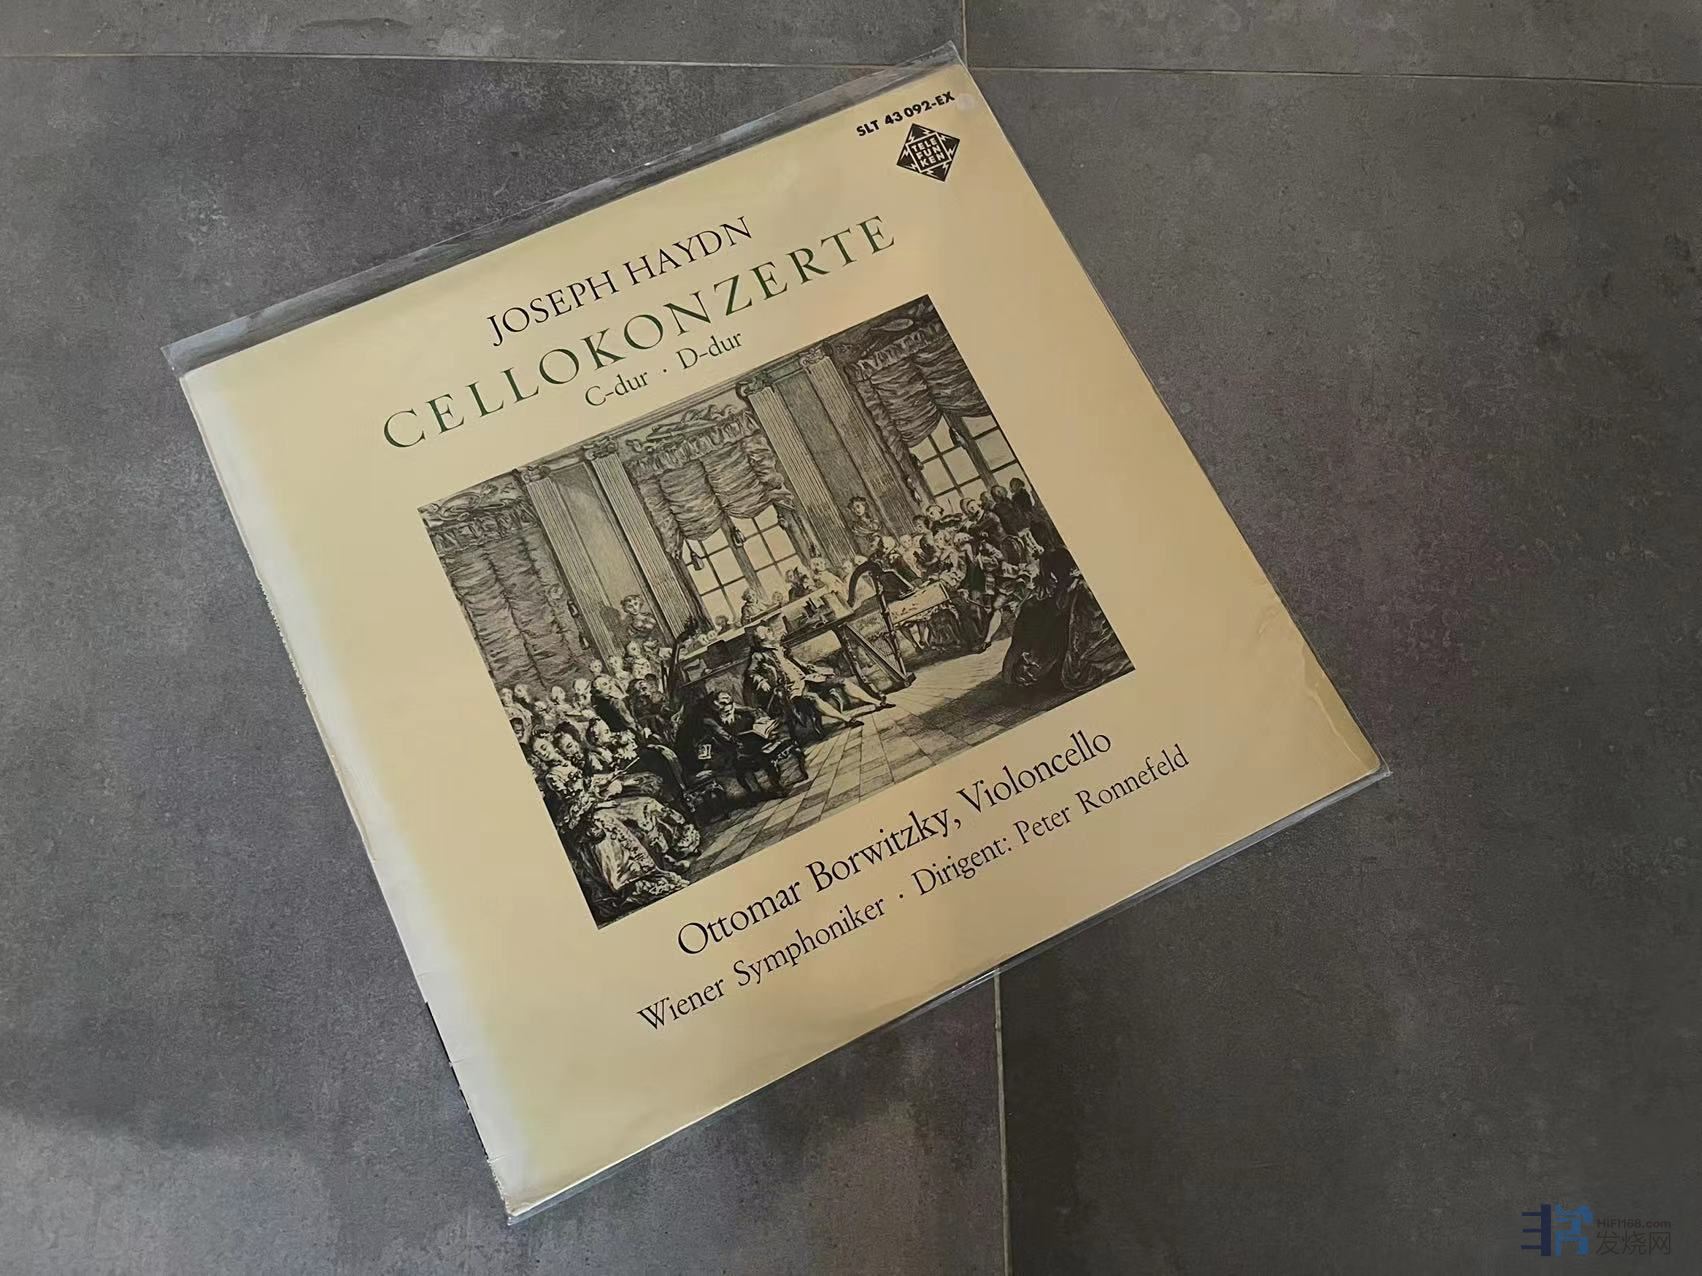 SLT 43 092-EX
TELE
FUN
KEN
JOSEPH HAYDN
CELLOKONZERTE
C-dur · D-dur
Ottomar Borwitzky, Violoncello
Wiener Symphoniker · Dirigent: Peter Ronnefeld
HIFI168.com
发烧网